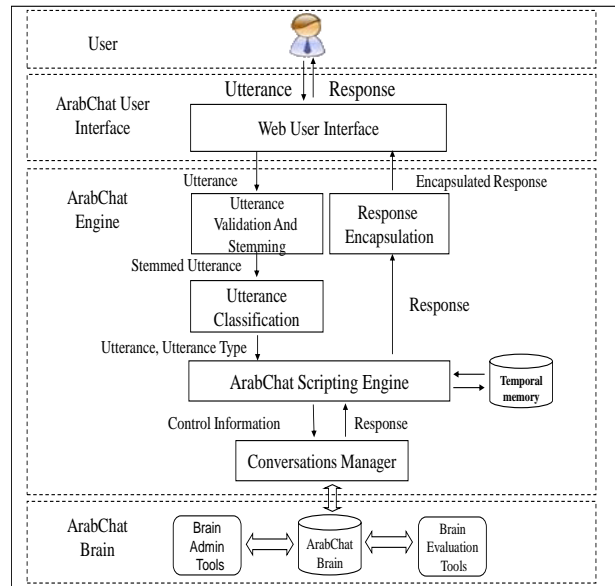 User
Utterance
Response
ArabChat User
Interface
Web User Interface
Utterance
Encapsulated Response
ArabChat
Engine
Utterance
Validation And
Stemming
Response
Encapsulation
Stemmed Utterance
Utterance
Classification
Response
Utterance, Utterance Type
ArabChat Scripting Engine
Temporal
memory
Control Information
Response
Conversations Manager
ArabChat
Brain
Brain
Admin
Tools
ArabChat
Brain
Brain
Evaluation
Tools